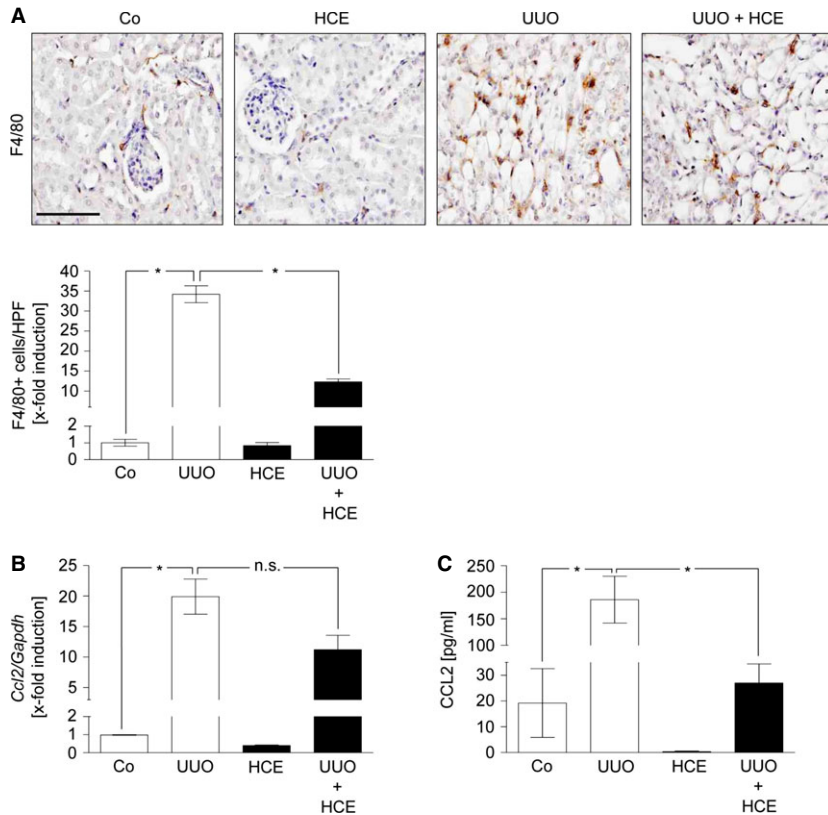 A
Co HCE UUO UUO + HCE
F4/80
F4/80+ cells/HPF
[x-fold induction]
40
35
30
25
20
15
10
2
1
0
* *
Co UUO HCE UUO
+
HCE
B
Ccl2/Gapdh
[x-fold induction]
25
20
15
10
5
2
1
0
* n.s.
Co UUO HCE UUO
+
HCE
C
CCL2 [pg/ml]
250
200
150
100
30
20
10
0
* *
Co UUO HCE UUO
+
HCE